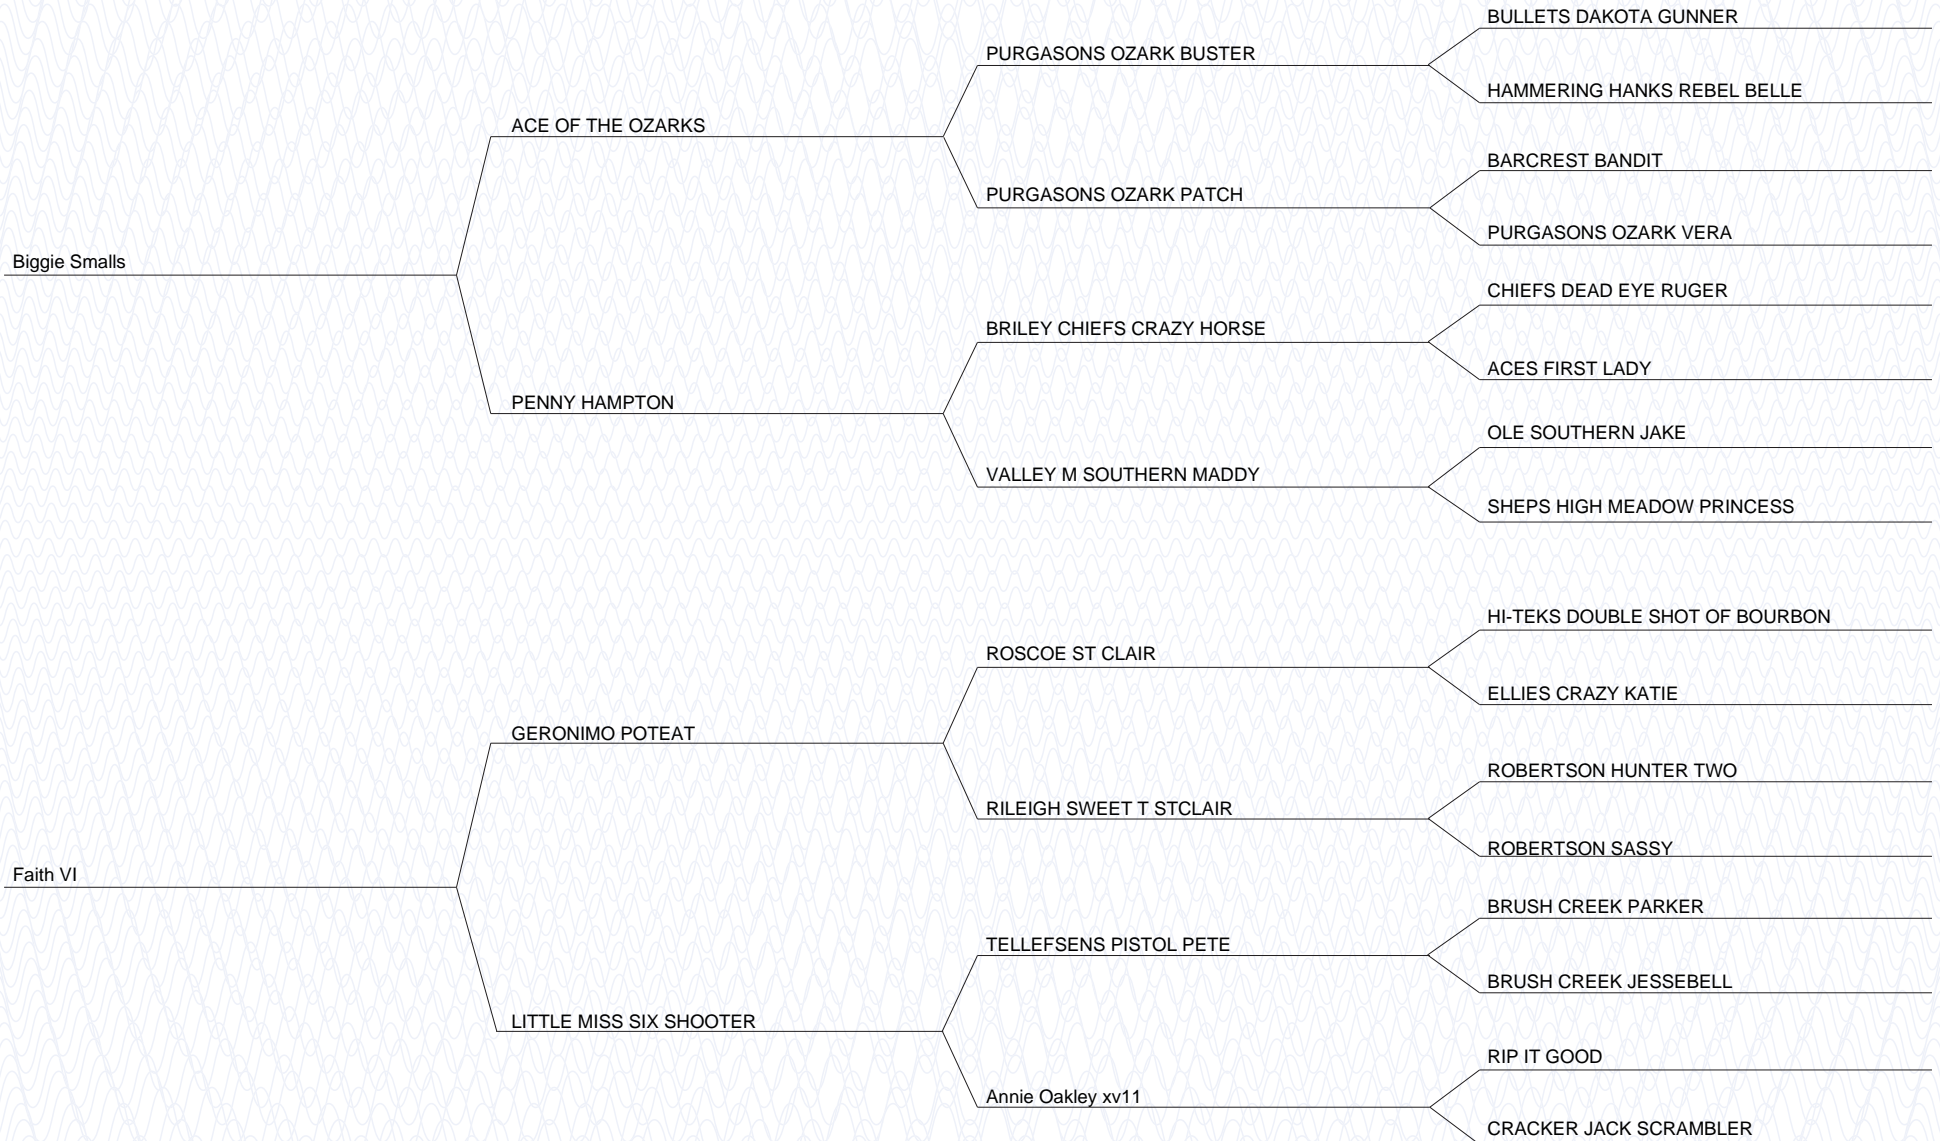 BULLETS DAKOTA GUNNER
PURGASONS OZARK BUSTER
HAMMERING HANKS REBEL BELLE
ACE OF THE OZARKS
BARCREST BANDIT
PURGASONS OZARK PATCH
PURGASONS OZARK VERA
Biggie Smalls
CHIEFS DEAD EYE RUGER
BRILEY CHIEFS CRAZY HORSE
ACES FIRST LADY
PENNY HAMPTON
OLE SOUTHERN JAKE
VALLEY M SOUTHERN MADDY
SHEPS HIGH MEADOW PRINCESS
HI-TEKS DOUBLE SHOT OF BOURBON
ROSCOE ST CLAIR
ELLIES CRAZY KATIE
GERONIMO POTEAT
ROBERTSON HUNTER TWO
RILEIGH SWEET T STCLAIR
ROBERTSON SASSY
Faith VI
BRUSH CREEK PARKER
TELLEFSENS PISTOL PETE
BRUSH CREEK JESSEBELL
LITTLE MISS SIX SHOOTER
RIP IT GOOD
Annie Oakley xv11
CRACKER JACK SCRAMBLER